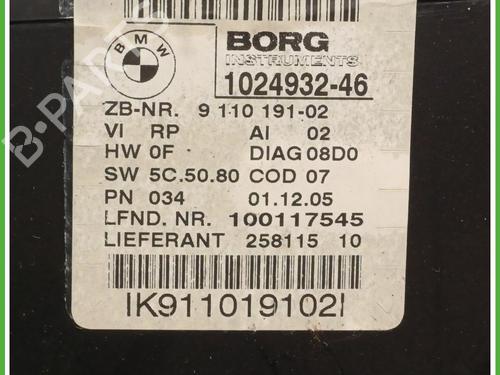 BMW
BORG
INSTRUMENTS
1024932-46
ZB-NR. 9 110 191-02
VI RP AI 02
HW 0F DIAG 08D0
SW 5C.50.80 COD 07
PN 034 01.12.05
LFND. NR. 100117545
LIEFERANT 258115 10
IK911019102I
B-PARTS